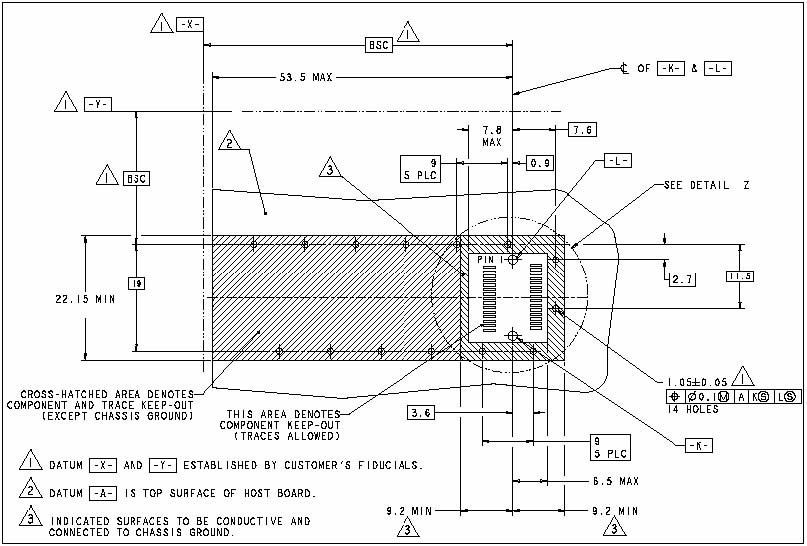 1 -X-
BSC 1
53.5 MAX
℄ OF -K- & -L-
1 -Y-
7.8
MAX
7.6
2
3
9
5 PLC
0.9
-L-
1 BSC
SEE DETAIL Z
PIN 1
19
2.7
11.5
22.15 MIN
1.05±0.05 1
⌖ Ø0.1Ⓜ A KⓈ LⓈ
14 HOLES
CROSS-HATCHED AREA DENOTES
COMPONENT AND TRACE KEEP-OUT
(EXCEPT CHASSIS GROUND)
THIS AREA DENOTES
COMPONENT KEEP-OUT
(TRACES ALLOWED)
3.6
9
5 PLC
-K-
6.5 MAX
9.2 MIN
3
9.2 MIN
3
1 DATUM -X- AND -Y- ESTABLISHED BY CUSTOMER'S FIDUCIALS.
2 DATUM -A- IS TOP SURFACE OF HOST BOARD.
3 INDICATED SURFACES TO BE CONDUCTIVE AND
CONNECTED TO CHASSIS GROUND.